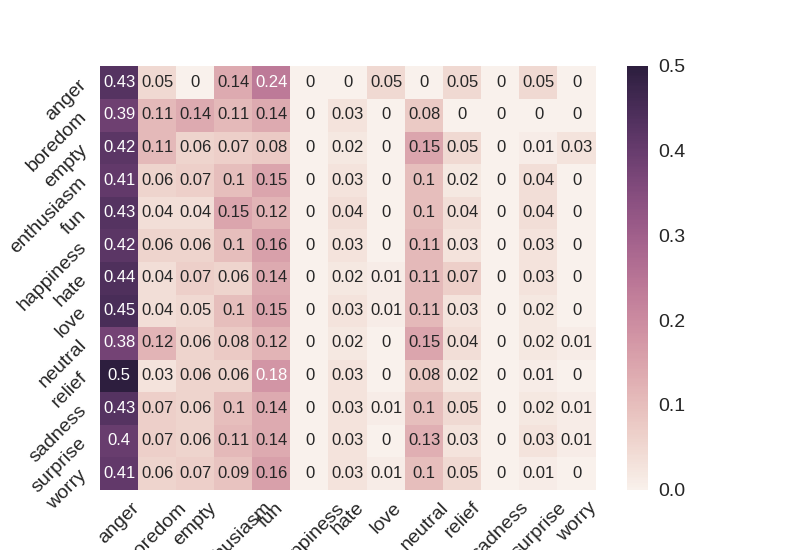 0.5
anger 0.43 0.05 0 0.14 0.24 0 0 0.05 0 0.05 0 0.05 0
boredom 0.39 0.11 0.14 0.11 0.14 0 0.03 0 0.08 0 0 0 0
empty 0.42 0.11 0.06 0.07 0.08 0 0.02 0 0.15 0.05 0 0.01 0.03
0.4
enthusiasm 0.41 0.06 0.07 0.1 0.15 0 0.03 0 0.1 0.02 0 0.04 0
fun 0.43 0.04 0.04 0.15 0.12 0 0.04 0 0.1 0.04 0 0.04 0
0.3
happiness 0.42 0.06 0.06 0.1 0.16 0 0.03 0 0.11 0.03 0 0.03 0
hate 0.44 0.04 0.07 0.06 0.14 0 0.02 0.01 0.11 0.07 0 0.03 0
love 0.45 0.04 0.05 0.1 0.15 0 0.03 0.01 0.11 0.03 0 0.02 0
0.2
neutral 0.38 0.12 0.06 0.08 0.12 0 0.02 0 0.15 0.04 0 0.02 0.01
relief 0.5 0.03 0.06 0.06 0.18 0 0.03 0 0.08 0.02 0 0.01 0
0.1
sadness 0.43 0.07 0.06 0.1 0.14 0 0.03 0.01 0.1 0.05 0 0.02 0.01
surprise 0.4 0.07 0.06 0.11 0.14 0 0.03 0 0.13 0.03 0 0.03 0.01
worry 0.41 0.06 0.07 0.09 0.16 0 0.03 0.01 0.1 0.05 0 0.01 0
0.0
anger oredom empty husiasm fun ppiness hate love neutral relief sadness surprise worry